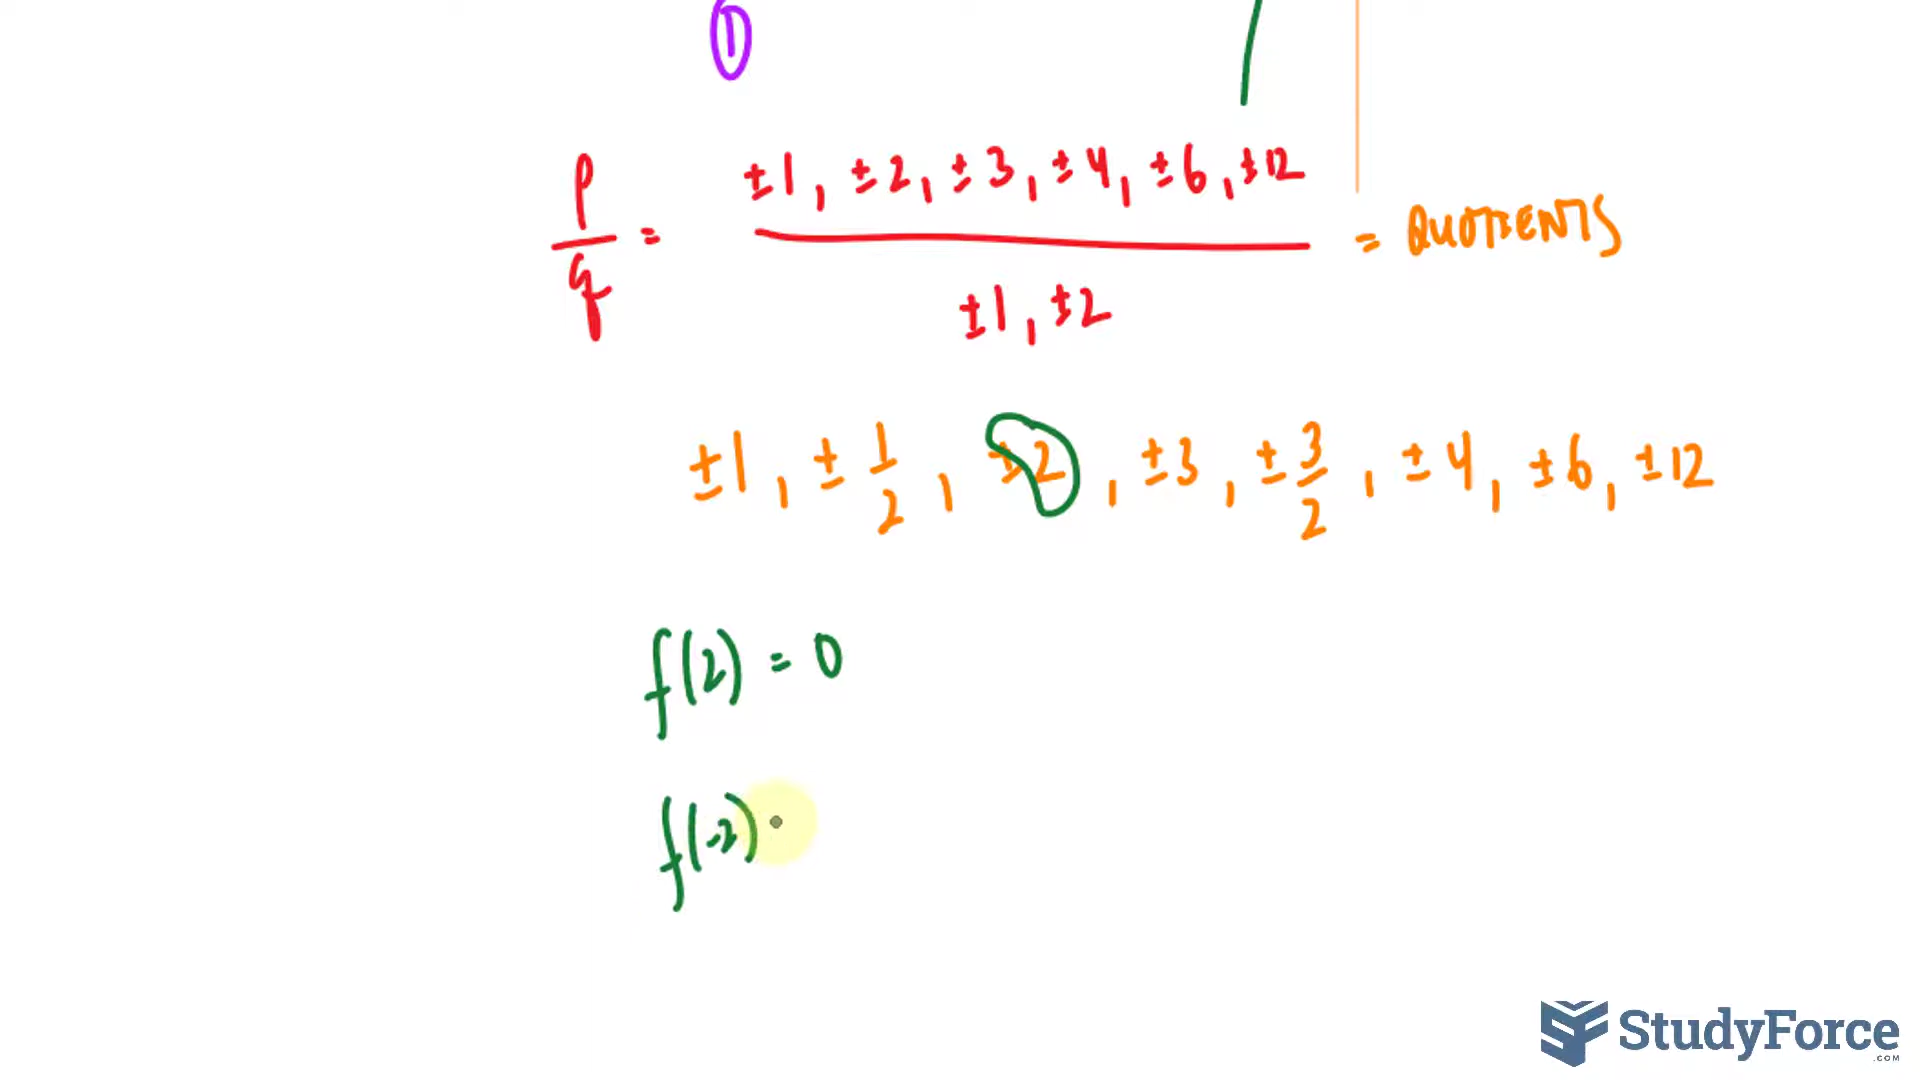 1
p/q = ±1, ±2, ±3, ±4, ±6, ±12 / ±1, ±2 = QUOTIENTS
±1, ±1/2, ±2, ±3, ±3/2, ±4, ±6, ±12
f(2) = 0
f(-2)
StudyForce
.COM